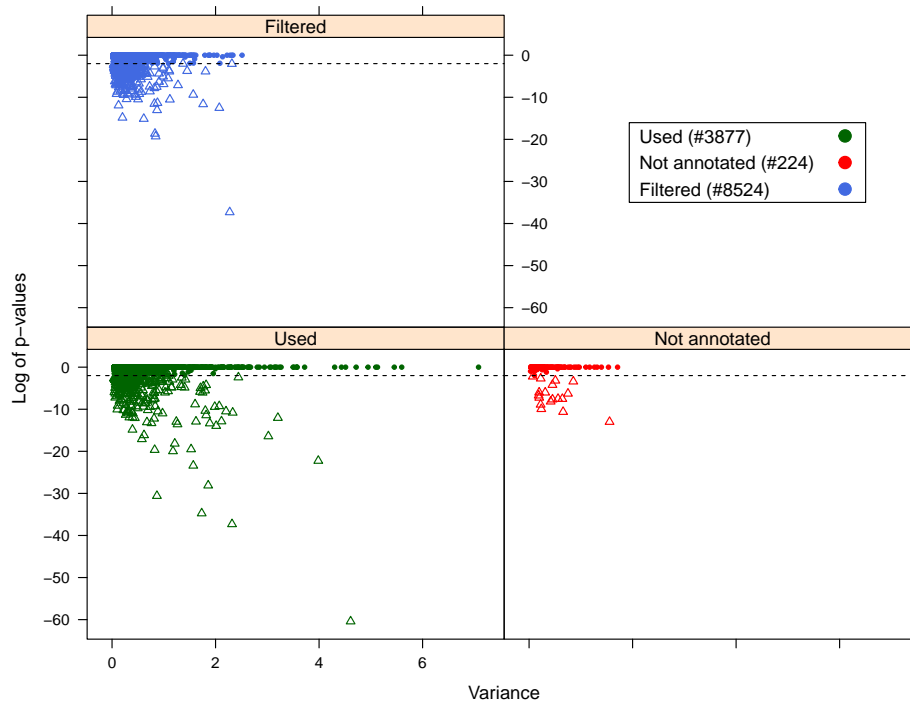 Filtered
0
−10
−20
−30
−40
−50
−60
Used (#3877)
Not annotated (#224)
Filtered (#8524)
Log of p−values
Used
Not annotated
0
−10
−20
−30
−40
−50
−60
0 2 4 6
Variance